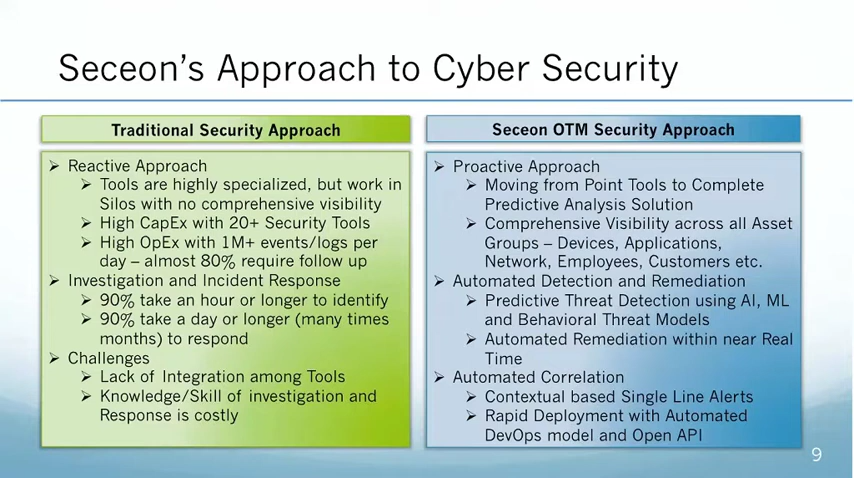 Seceon's Approach to Cyber Security
Traditional Security Approach
➢ Reactive Approach
➢ Tools are highly specialized, but work in
Silos with no comprehensive visibility
➢ High CapEx with 20+ Security Tools
➢ High OpEx with 1M+ events/logs per
day – almost 80% require follow up
➢ Investigation and Incident Response
➢ 90% take an hour or longer to identify
➢ 90% take a day or longer (many times
months) to respond
➢ Challenges
➢ Lack of Integration among Tools
➢ Knowledge/Skill of investigation and
Response is costly
Seceon OTM Security Approach
➢ Proactive Approach
➢ Moving from Point Tools to Complete
Predictive Analysis Solution
➢ Comprehensive Visibility across all Asset
Groups – Devices, Applications,
Network, Employees, Customers etc.
➢ Automated Detection and Remediation
➢ Predictive Threat Detection using AI, ML
and Behavioral Threat Models
➢ Automated Remediation within near Real
Time
➢ Automated Correlation
➢ Contextual based Single Line Alerts
➢ Rapid Deployment with Automated
DevOps model and Open API
9